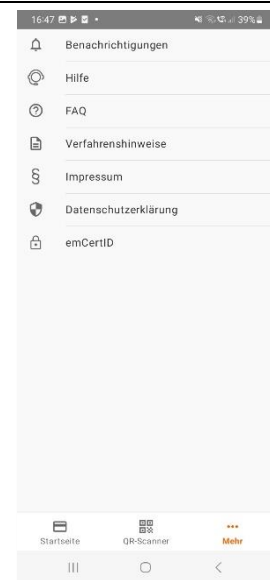 16:47 39%
Benachrichtigungen
Hilfe
FAQ
Verfahrenshinweise
§ Impressum
Datenschutzerklärung
emCertID
Startseite QR-Scanner Mehr